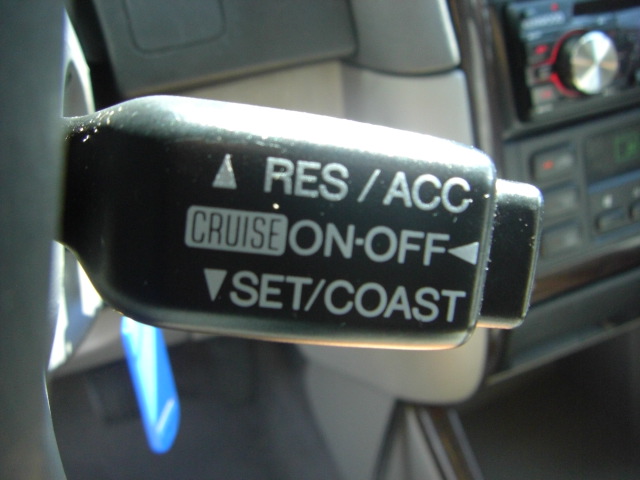 ▲ RES / ACC
CRUISE ON-OFF ◄
▼ SET/COAST